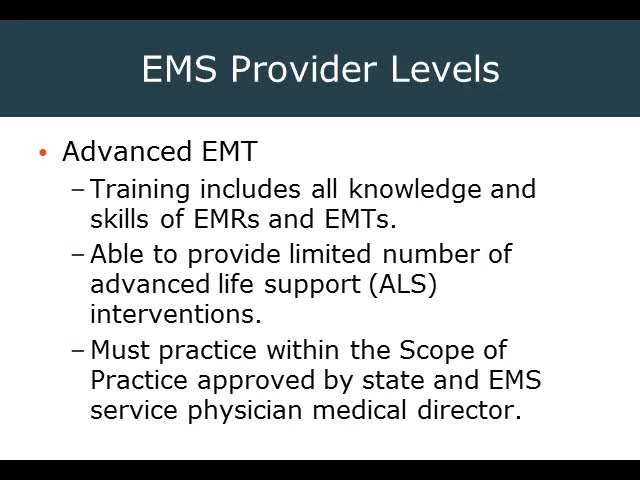 EMS Provider Levels
• Advanced EMT
– Training includes all knowledge and
skills of EMRs and EMTs.
– Able to provide limited number of
advanced life support (ALS)
interventions.
– Must practice within the Scope of
Practice approved by state and EMS
service physician medical director.